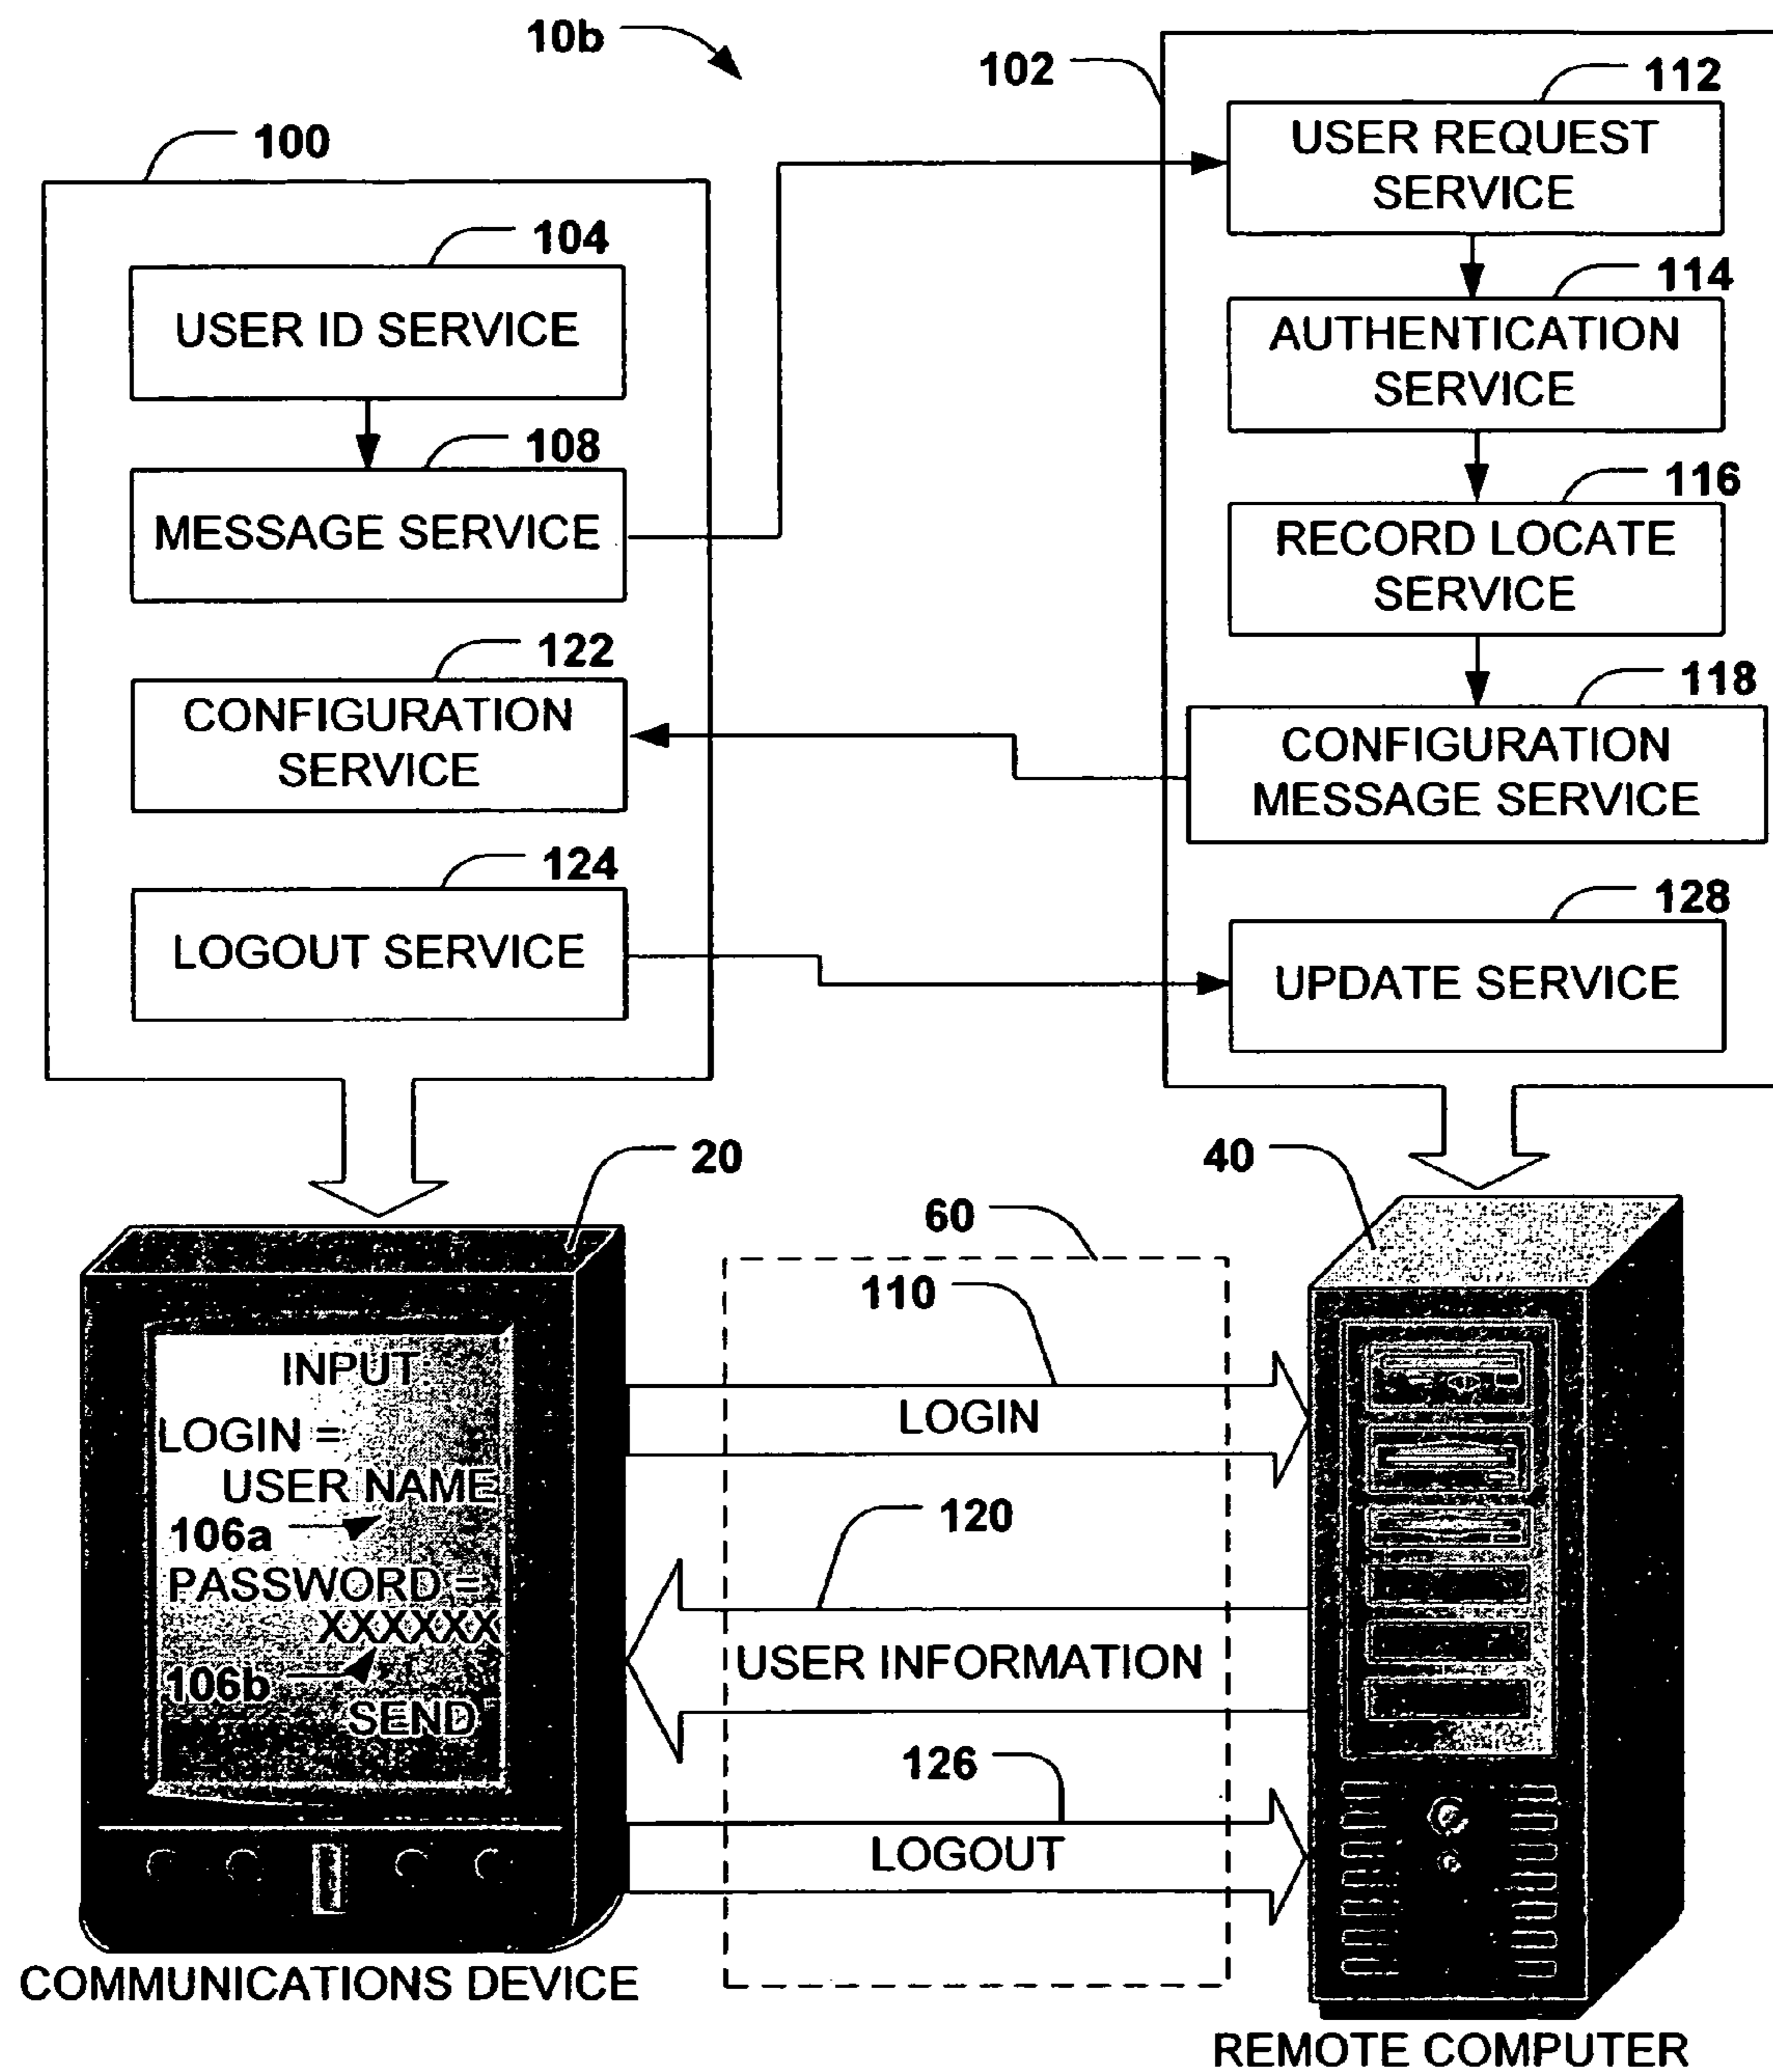 10b
102
112
USER REQUEST
SERVICE
100
104
USER ID SERVICE
114
AUTHENTICATION
SERVICE
108
MESSAGE SERVICE
116
RECORD LOCATE
SERVICE
122
CONFIGURATION
SERVICE
118
CONFIGURATION
MESSAGE SERVICE
124
LOGOUT SERVICE
128
UPDATE SERVICE
20
40
60
110
INPUT:
LOGIN =
USER NAME
106a
PASSWORD =
XXXXXX
106b
SEND
LOGIN
120
USER INFORMATION
126
LOGOUT
COMMUNICATIONS DEVICE
REMOTE COMPUTER